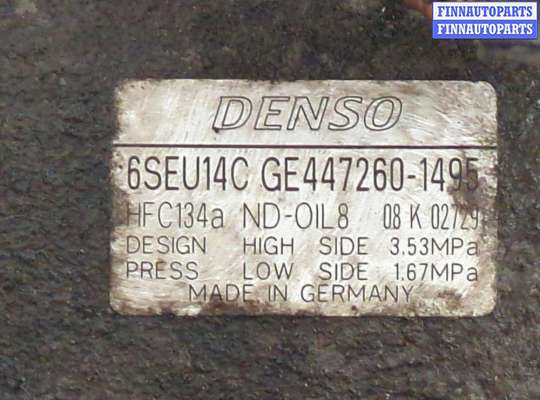 FINNAUTOPARTS
FINNAUTOPARTS
DENSO
6SEU14C GE447260-1495
HFC134a ND-OIL8 08 K 02729
DESIGN HIGH SIDE 3.53MPa
PRESS LOW SIDE 1.67MPa
MADE IN GERMANY